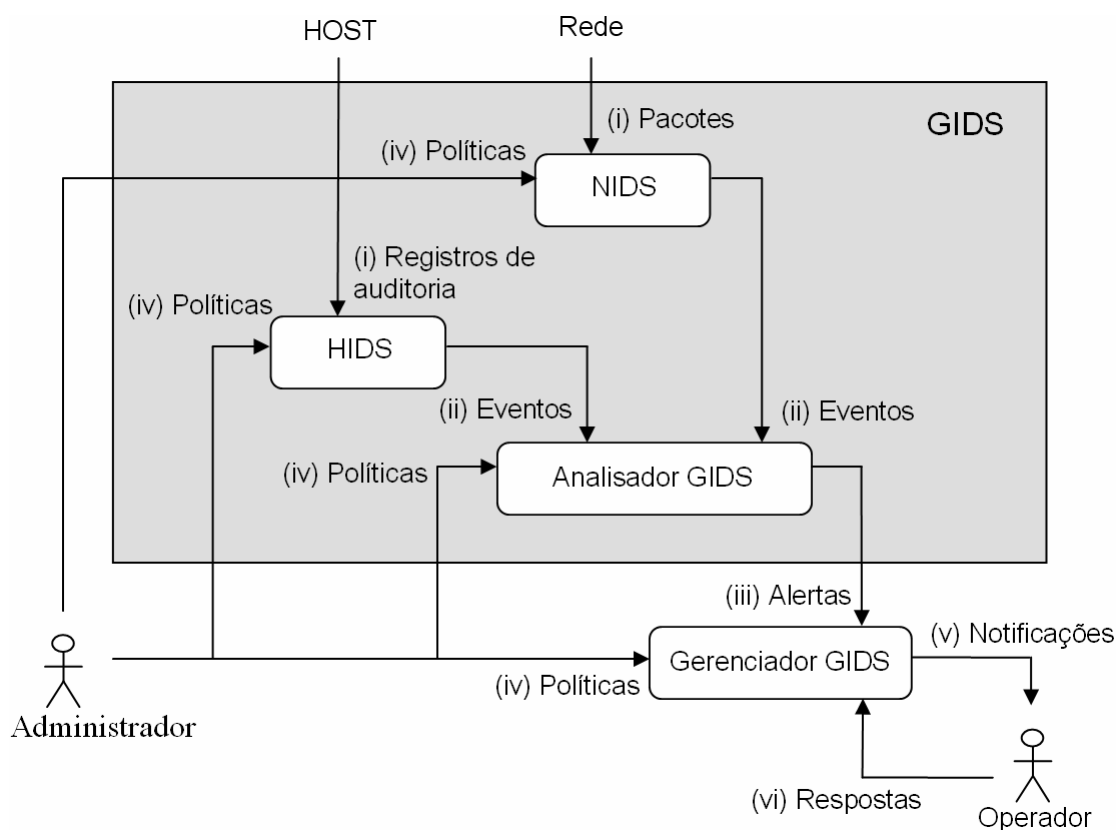 HOST
Rede
(i) Pacotes
GIDS
(iv) Políticas
NIDS
(i) Registros de
auditoria
(iv) Políticas
HIDS
(ii) Eventos
(ii) Eventos
(iv) Políticas
Analisador GIDS
(iii) Alertas
(v) Notificações
Gerenciador GIDS
(iv) Políticas
Administrador
(vi) Respostas
Operador